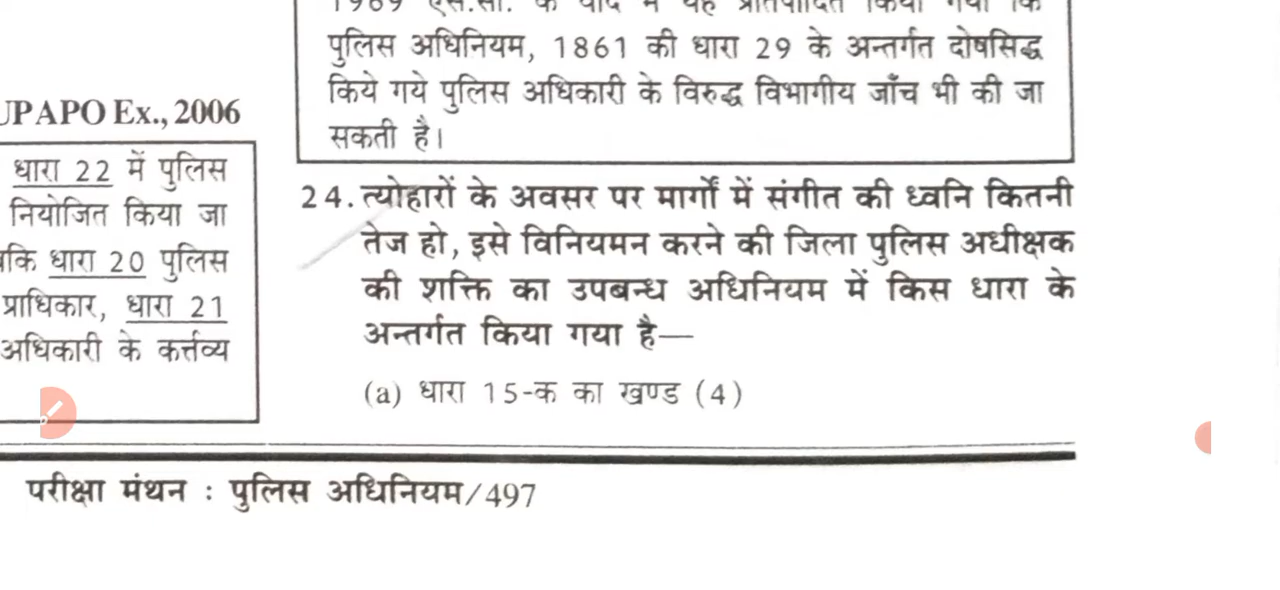 पुलिस अधिनियम, 1861 की धारा 29 के अन्तर्गत दोषसिद्ध
किये गये पुलिस अधिकारी के विरुद्ध विभागीय जाँच भी की जा
सकती है।
UPAPO Ex., 2006
धारा 22 में पुलिस
नियोजित किया जा
कि धारा 20 पुलिस
प्राधिकार, धारा 21
अधिकारी के कर्त्तव्य
24. त्योहारों के अवसर पर मार्गों में संगीत की ध्वनि कितनी
तेज हो, इसे विनियमन करने की जिला पुलिस अधीक्षक
की शक्ति का उपबन्ध अधिनियम में किस धारा के
अन्तर्गत किया गया है—
(a) धारा 15-क का खण्ड (4)
परीक्षा मंथन : पुलिस अधिनियम/497